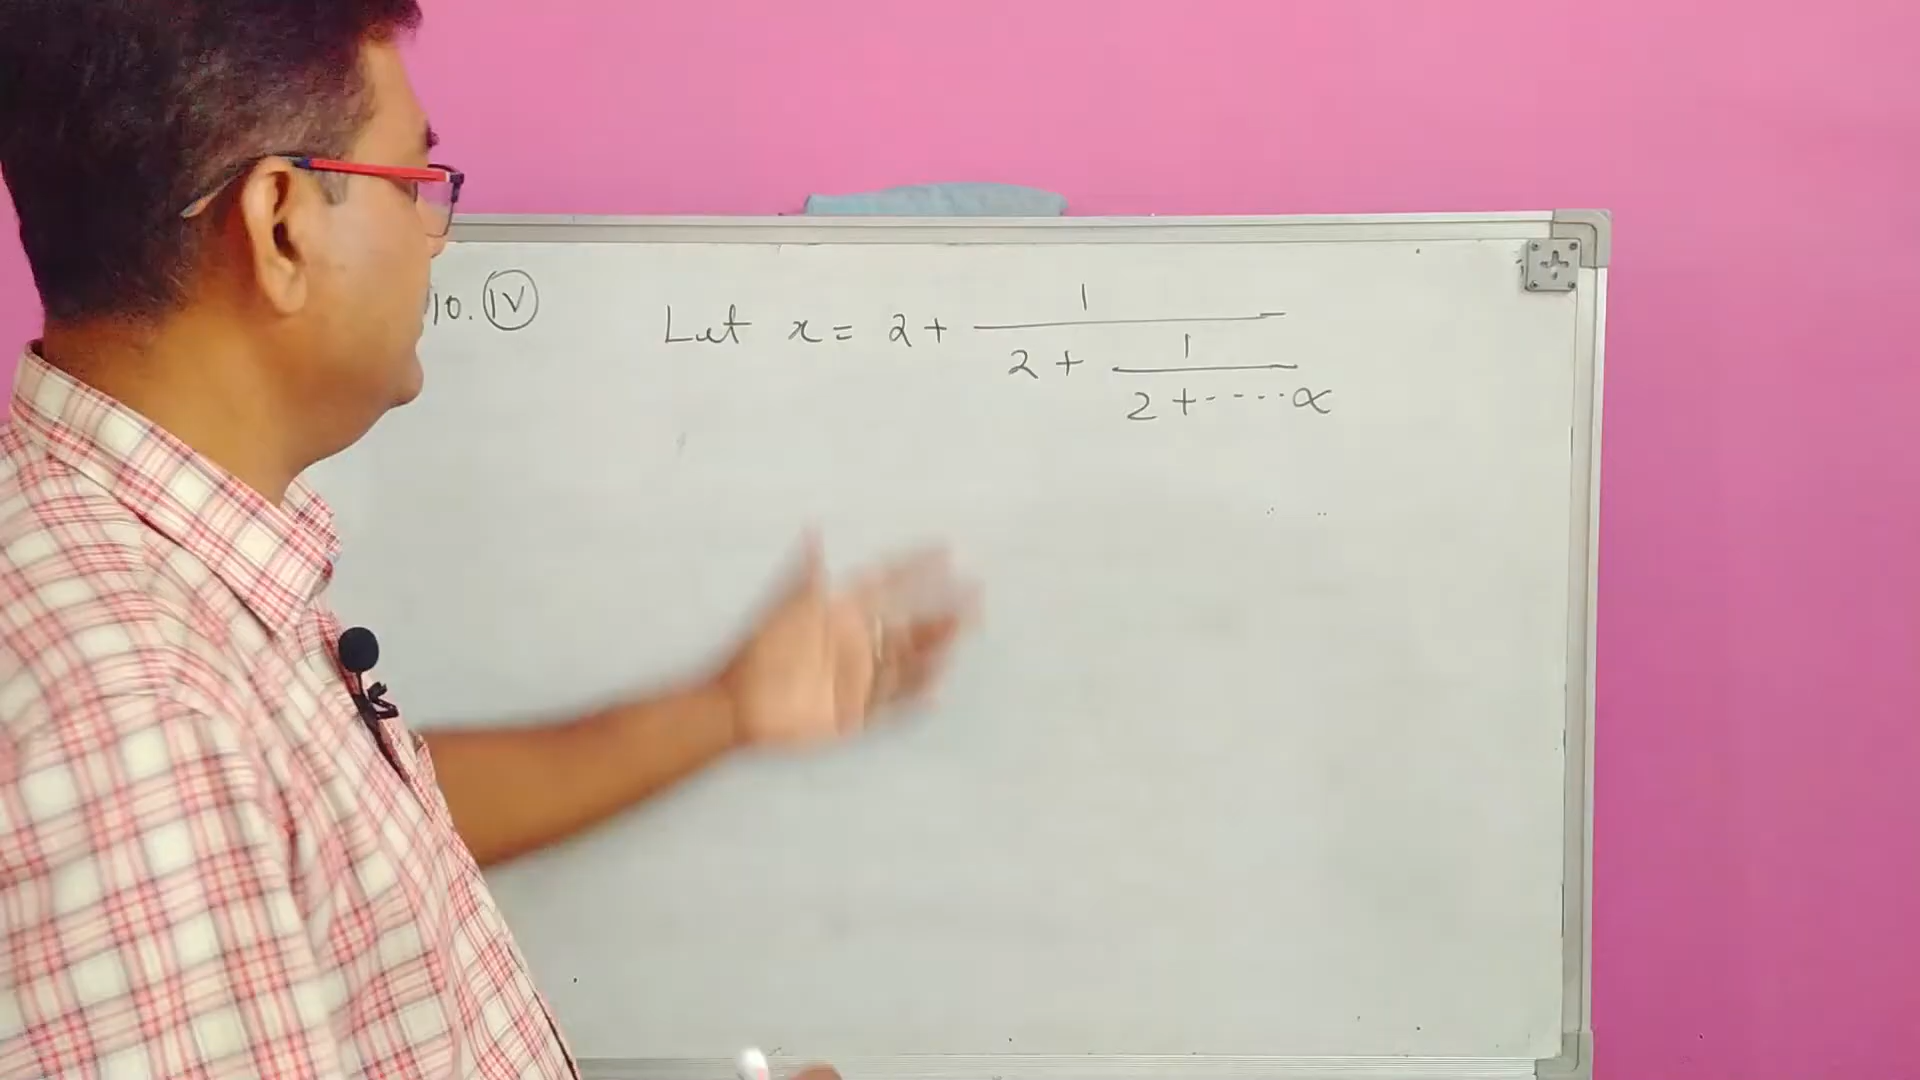 10. (IV)
Let x = 2 + 1
2 + 1
2 + ····· ∝